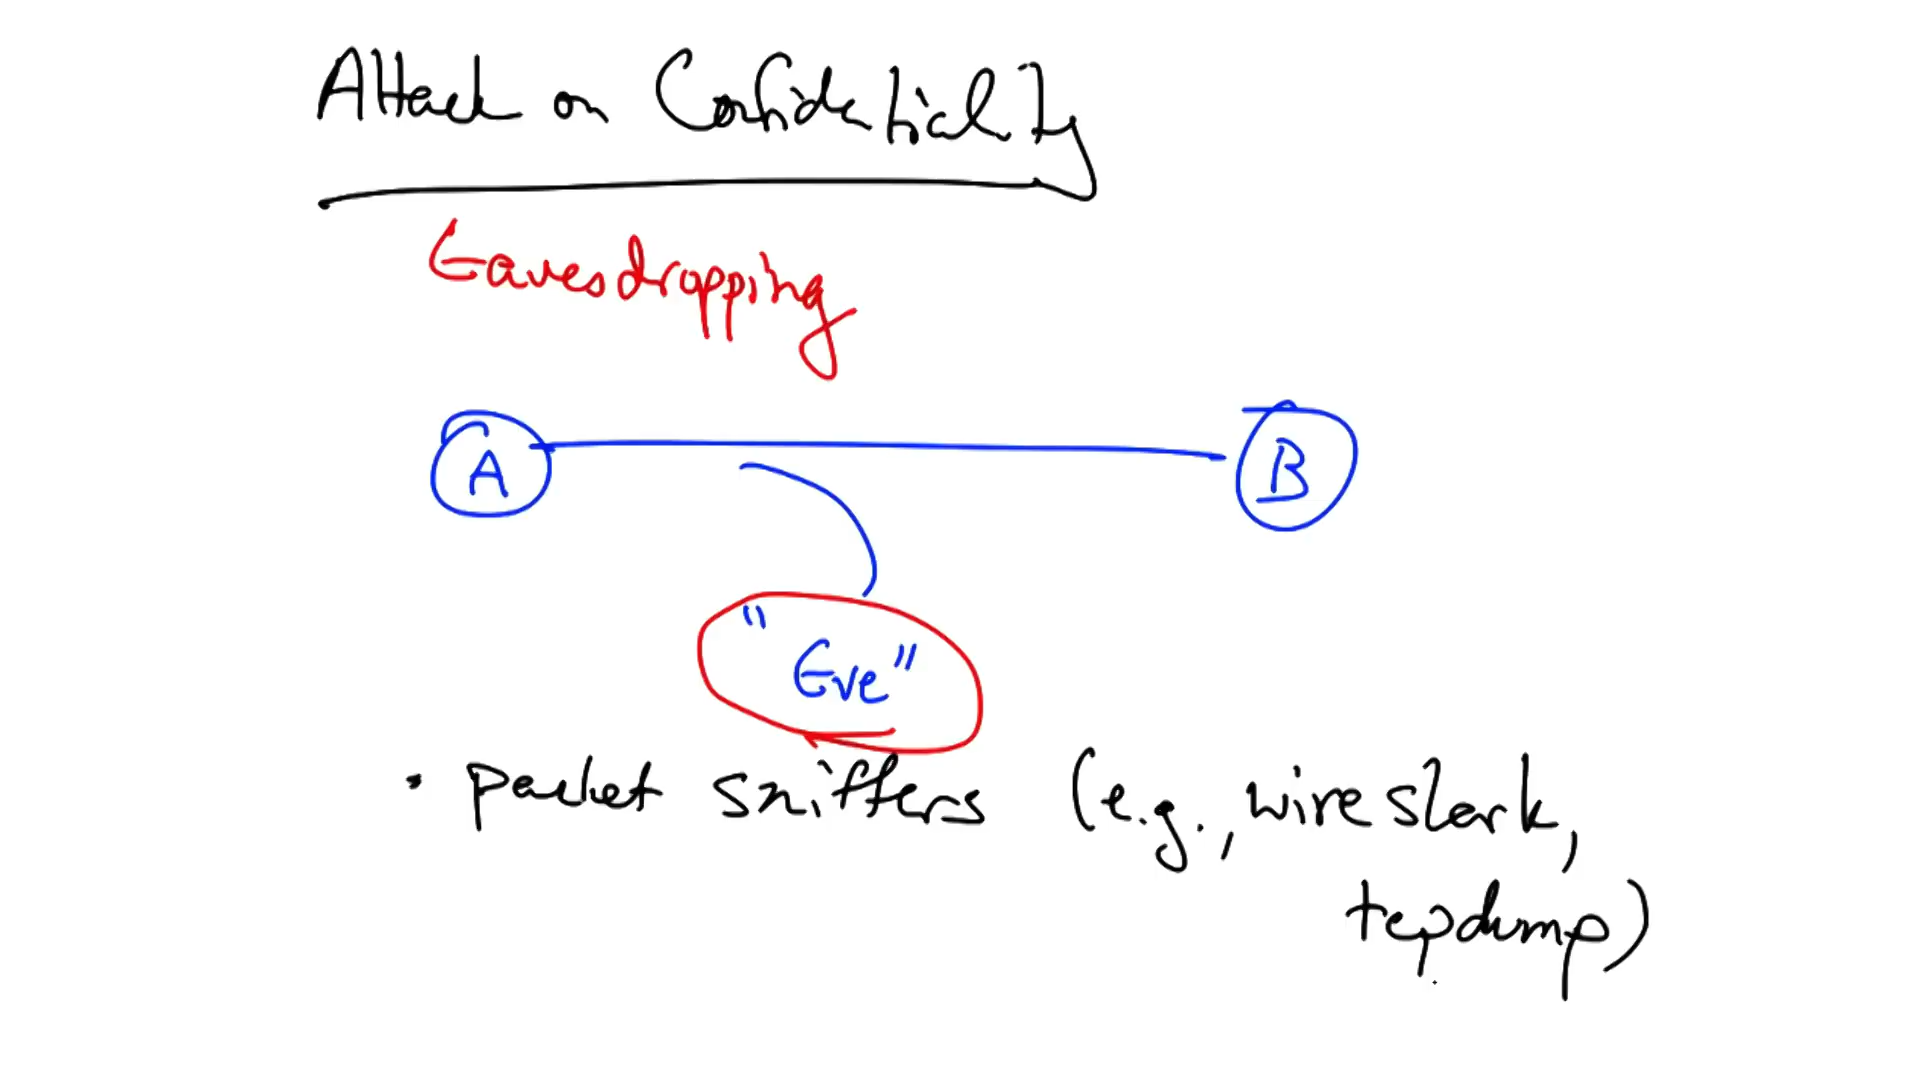 Attack on Confidentiality
Eavesdropping
A B
"Eve"
• packet sniffers (e.g., wireshark,
tcpdump)